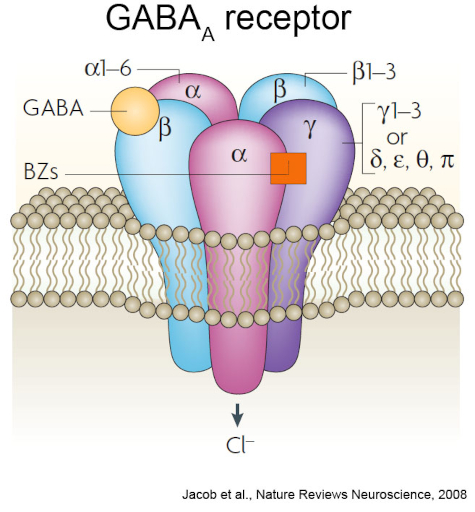 GABAA receptor
α1–6
α
β
β1–3
GABA
β
γ
γ1–3
or
δ, ε, θ, π
α
BZs
Cl–
Jacob et al., Nature Reviews Neuroscience, 2008